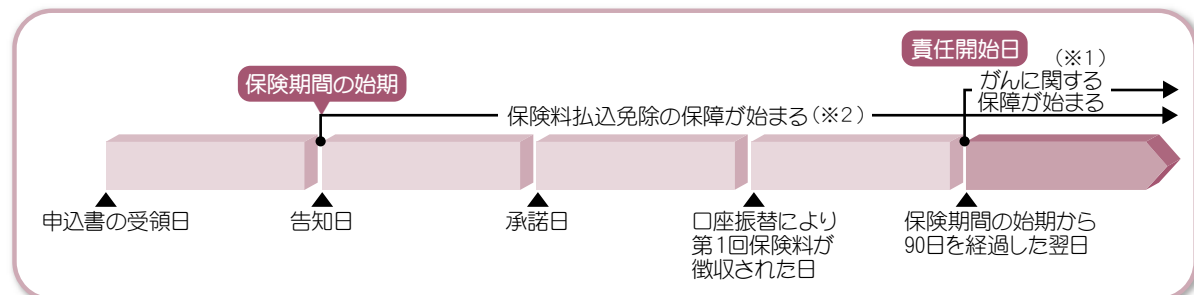 責任開始日
(※1)
保険期間の始期
がんに関する
保障が始まる
保険料払込免除の保障が始まる(※2)
申込書の受領日
告知日
承諾日
口座振替により
第1回保険料が
徴収された日
保険期間の始期から
90日を経過した翌日